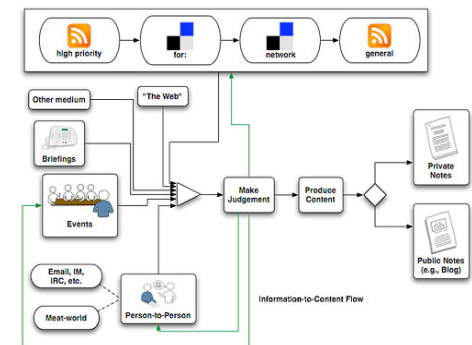 high priority
for:
network
general
Other medium
"The Web"
Briefings
Events
Make
Judgement
Produce
Content
Private
Notes
Public Notes
(e.g., Blog)
Email, IM,
IRC, etc.
Meat-world
Person-to-Person
Information-to-Content Flow